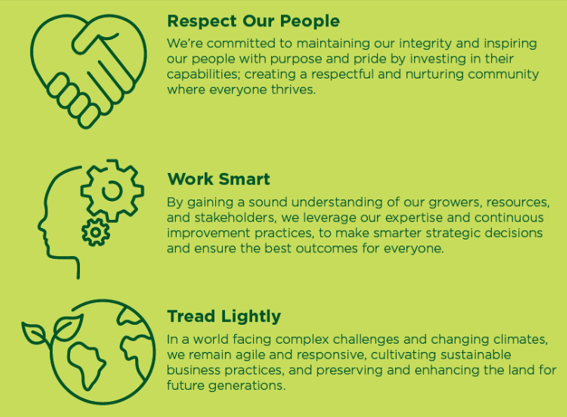 Respect Our People
We're committed to maintaining our integrity and inspiring
our people with purpose and pride by investing in their
capabilities; creating a respectful and nurturing community
where everyone thrives.
Work Smart
By gaining a sound understanding of our growers, resources,
and stakeholders, we leverage our expertise and continuous
improvement practices, to make smarter strategic decisions
and ensure the best outcomes for everyone.
Tread Lightly
In a world facing complex challenges and changing climates,
we remain agile and responsive, cultivating sustainable
business practices, and preserving and enhancing the land for
future generations.